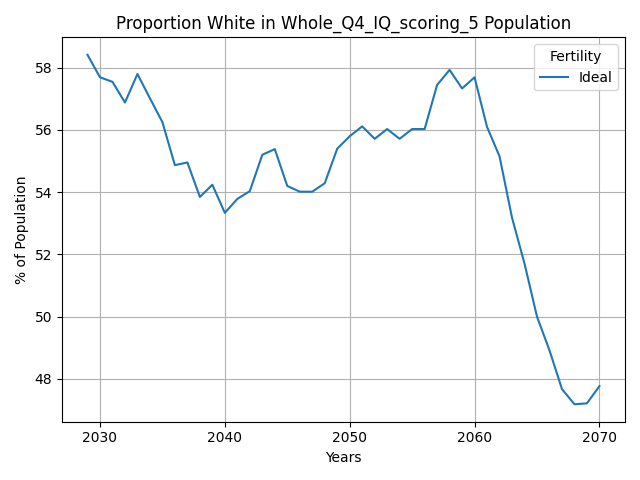 Proportion White in Whole_Q4_IQ_scoring_5 Population
Fertility
Ideal
% of Population
58
56
54
52
50
48
2030 2040 2050 2060 2070
Years